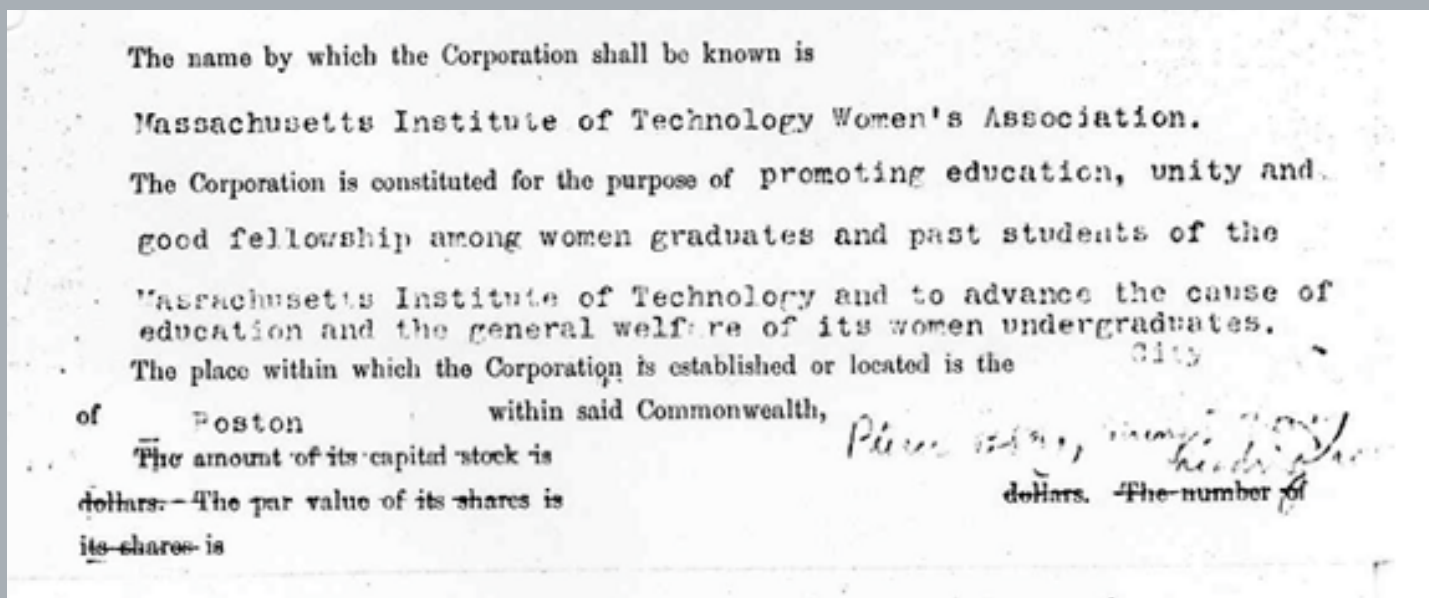 The name by which the Corporation shall be known is
Massachusetts Institute of Technology Women's Association.
The Corporation is constituted for the purpose of promoting education, unity and
good fellowship among women graduates and past students of the
Massachusetts Institute of Technology and to advance the cause of
education and the general welfare of its women undergraduates.
The place within which the Corporation is established or located is the City
of Boston within said Commonwealth,
The amount of its capital stock is
dollars. The par value of its shares is dollars. The number of
its shares is